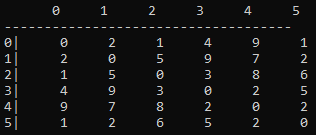 0 1 2 3 4 5
------------------------------------
0| 0 2 1 4 9 1
1| 2 0 5 9 7 2
2| 1 5 0 3 8 6
3| 4 9 3 0 2 5
4| 9 7 8 2 0 2
5| 1 2 6 5 2 0